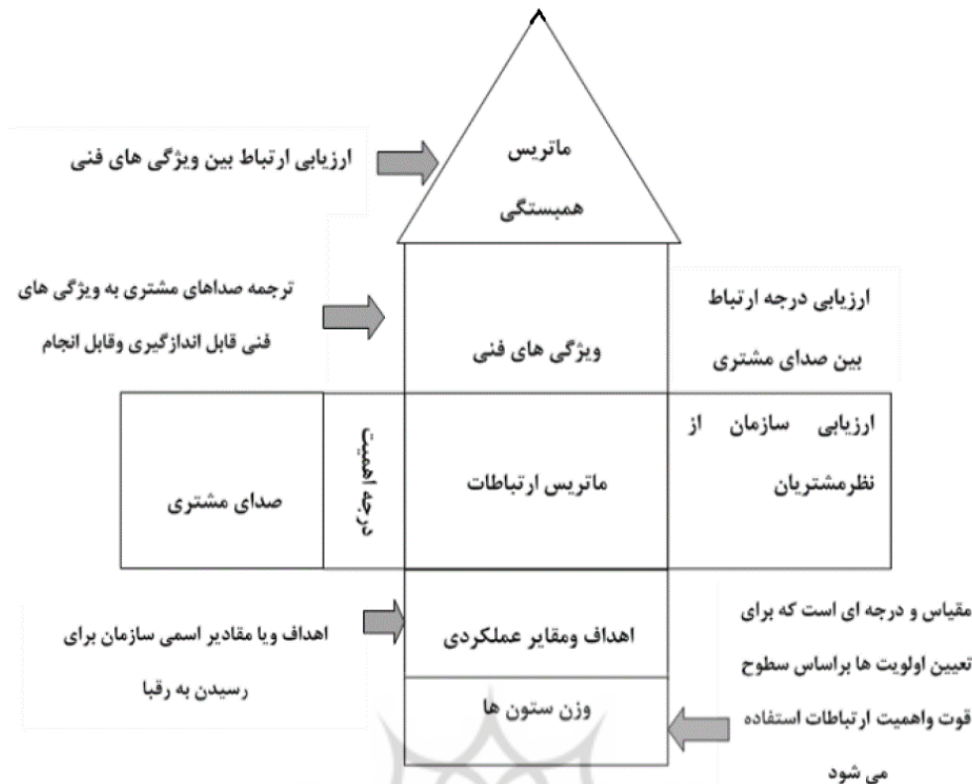 ماتریس
همبستگی
ارزیابی ارتباط بین ویژگی های فنی
ترجمه صداهای مشتری به ویژگی های
فنی قابل اندازگیری وقابل انجام
ویژگی های فنی
ارزیابی درجه ارتباط
بین صدای مشتری
ارزیابی سازمان از
نظرمشتریان
ماتریس ارتباطات
درجه اهمیت
صدای مشتری
اهداف ومقایر عملکردی
اهداف ویا مقادیر اسمی سازمان برای
رسیدن به رقبا
وزن ستون ها
مقیاس و درجه ای است که برای
تعیین اولویت ها براساس سطوح
قوت واهمیت ارتباطات استفاده
می شود